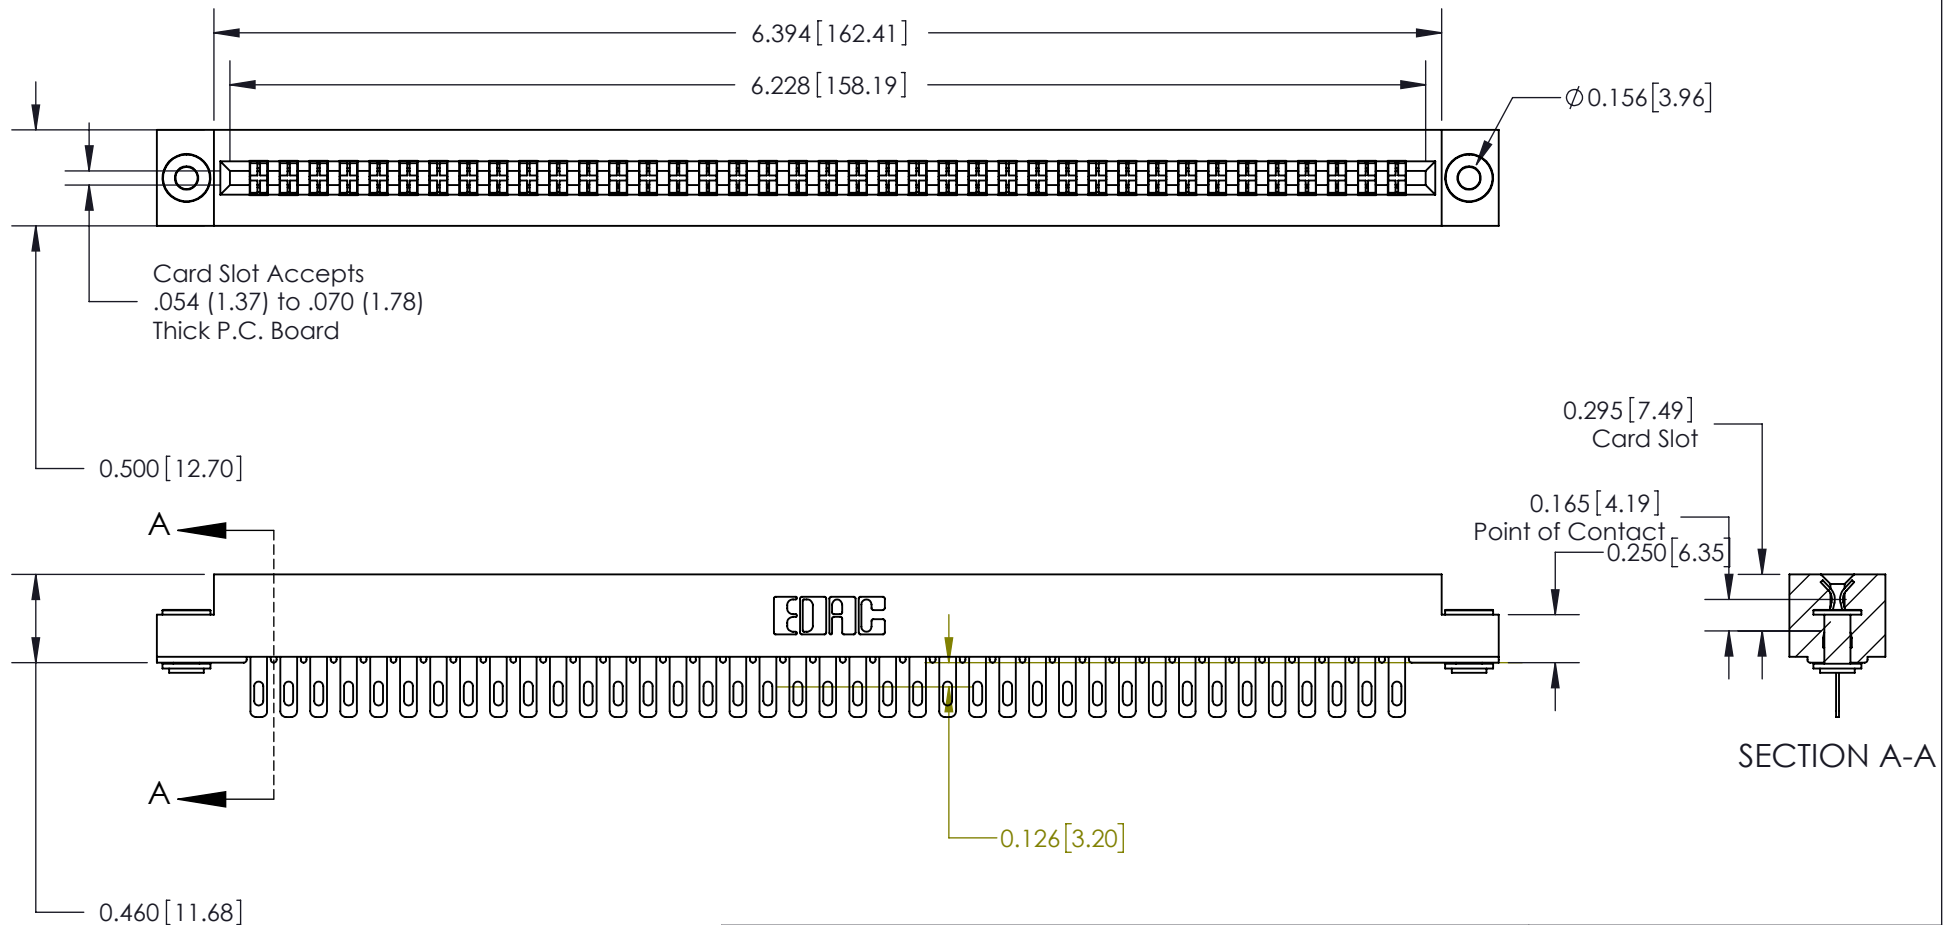 6.394[162.41]
6.228[158.19]
Ø0.156[3.96]
Card Slot Accepts
.054 (1.37) to .070 (1.78)
Thick P.C. Board
0.500[12.70]
0.295[7.49]
Card Slot
0.165[4.19]
Point of Contact
0.250[6.35]
A
EDAC
SECTION A-A
A
0.126[3.20]
0.460[11.68]